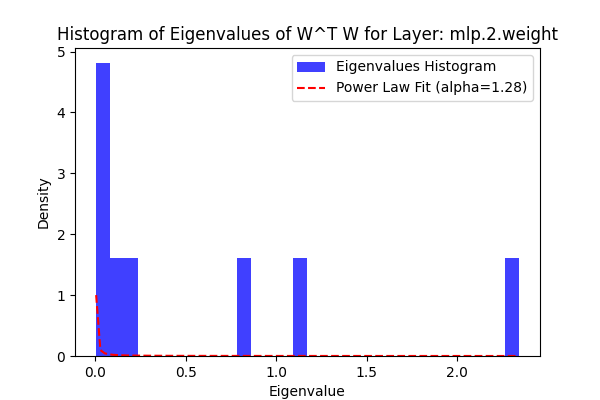 Histogram of Eigenvalues of W^T W for Layer: mlp.2.weight
Eigenvalues Histogram
Power Law Fit (alpha=1.28)
Density
5
4
3
2
1
0
0.0 0.5 1.0 1.5 2.0
Eigenvalue